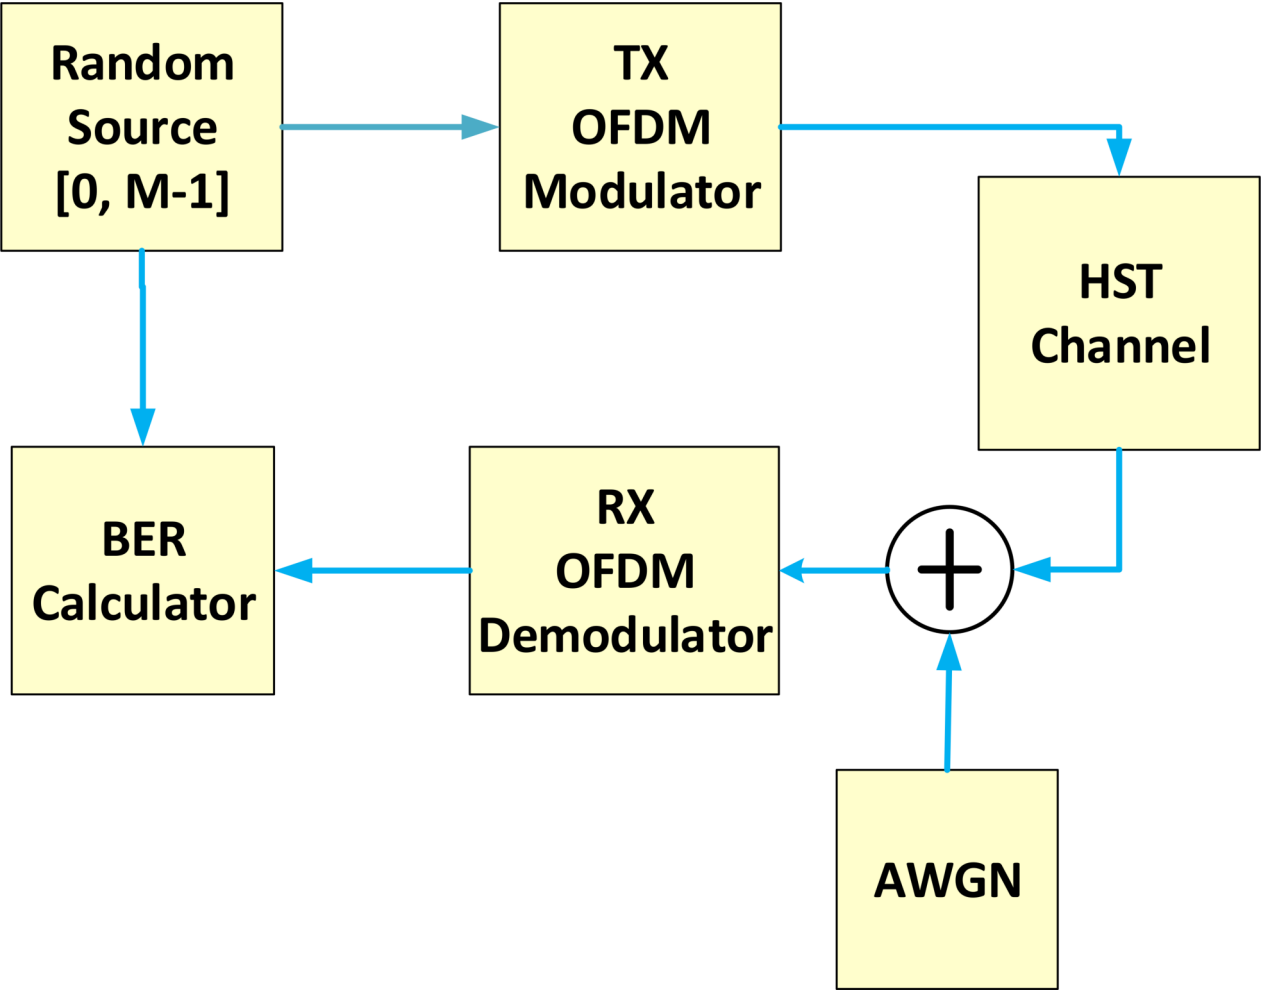 Random
Source
[0, M-1]
TX
OFDM
Modulator
HST
Channel
BER
Calculator
RX
OFDM
Demodulator
AWGN